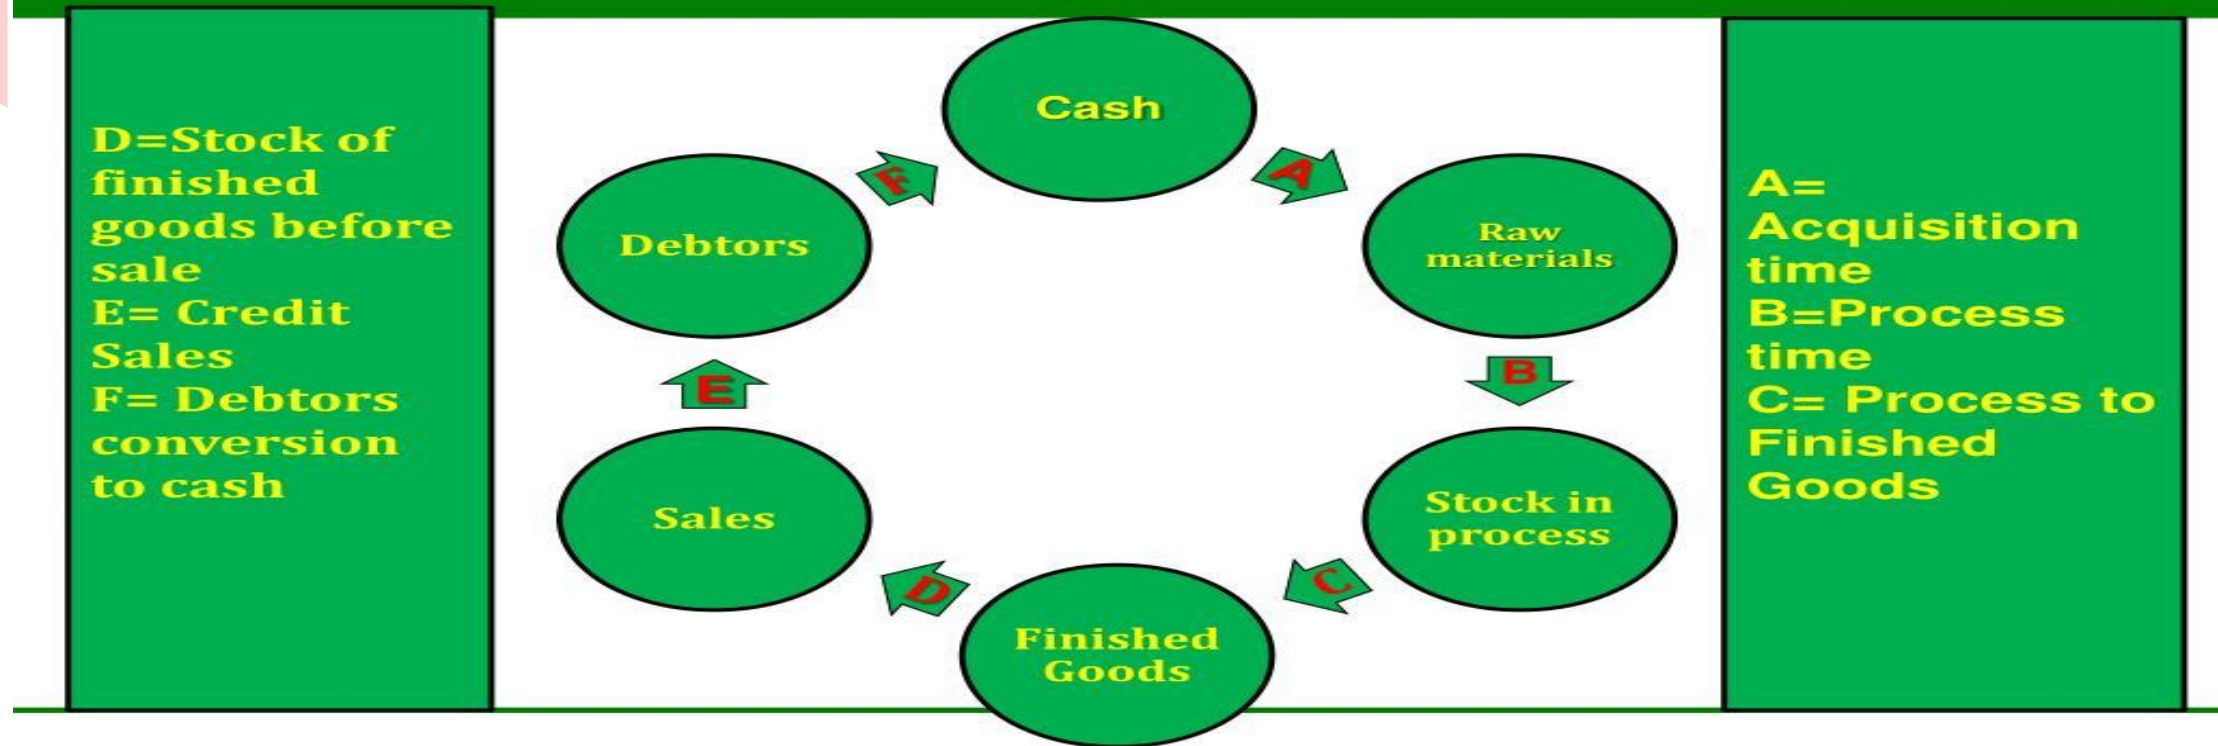 D=Stock of
finished
goods before
sale
E= Credit
Sales
F= Debtors
conversion
to cash
Cash
F
A
Debtors
Raw
materials
E
B
Sales
Stock in
process
D
C
Finished
Goods
A=
Acquisition
time
B=Process
time
C= Process to
Finished
Goods